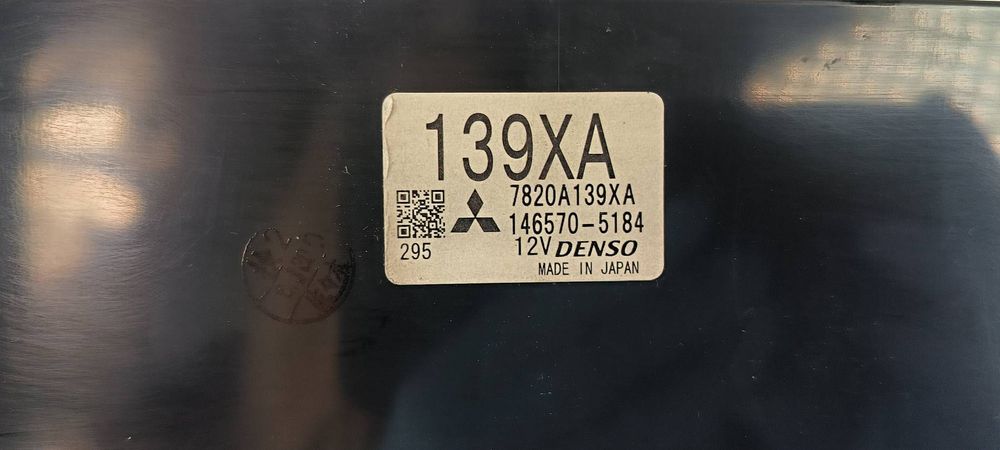 139XA
7820A139XA
146570-5184
295
12V DENSO
MADE IN JAPAN